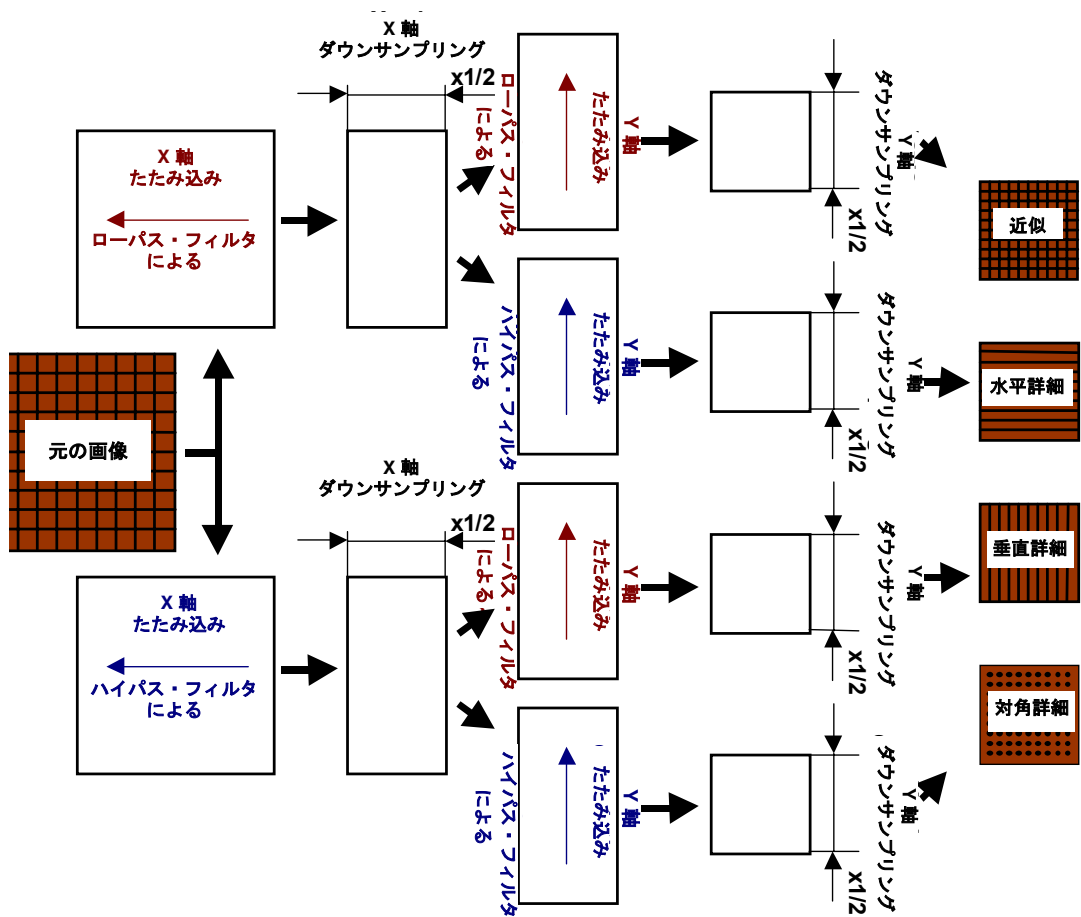 X 軸
ダウンサンプリング
x1/2
X 軸
たたみ込み
ローパス・フィルタ
による
Y 軸
たたみ込み
ローパス・フィルタ
による
Y 軸
ダウンサンプリング
x1/2
近似
Y 軸
たたみ込み
ハイパス・フィルタ
による
Y 軸
ダウンサンプリング
x1/2
水平詳細
元の画像
X 軸
ダウンサンプリング
x1/2
X 軸
たたみ込み
ハイパス・フィルタ
による
Y 軸
たたみ込み
ローパス・フィルタ
による
Y 軸
ダウンサンプリング
x1/2
垂直詳細
Y 軸
たたみ込み
ハイパス・フィルタ
による
Y 軸
ダウンサンプリング
x1/2
対角詳細